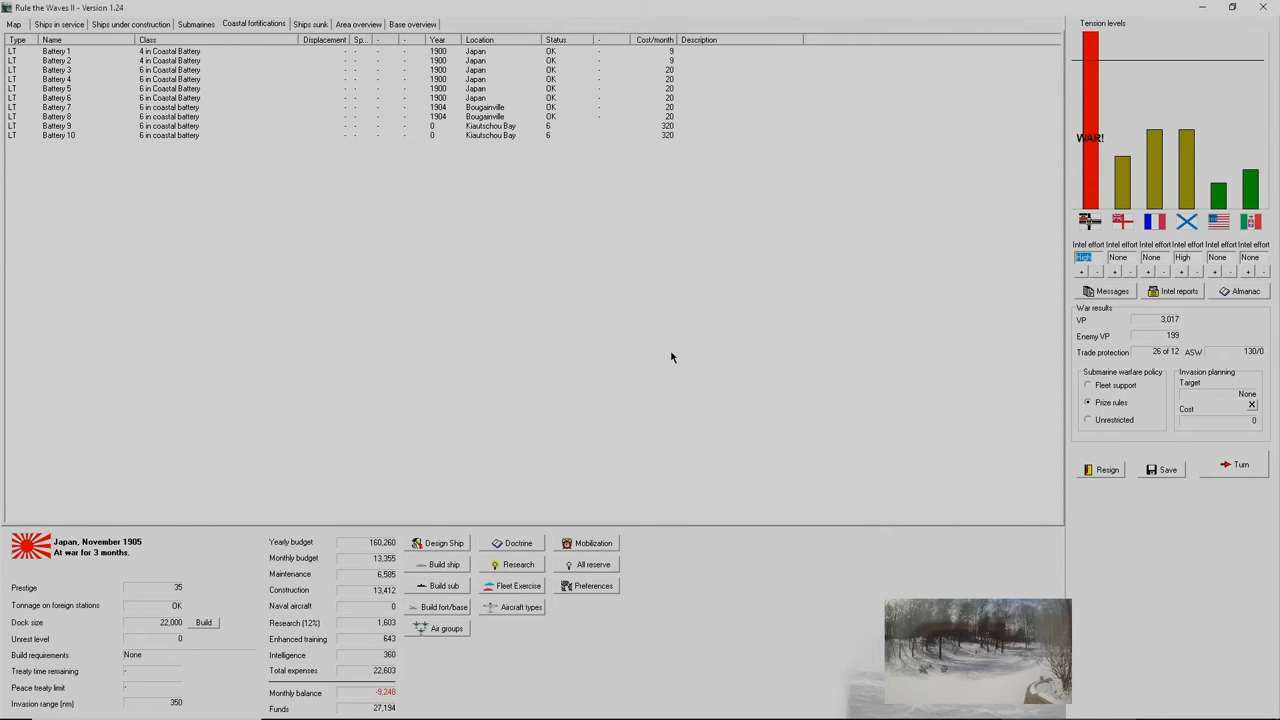 Rule the Waves II - Version 1.24
Map Ships in service Ships under construction Submarines Coastal fortifications Ships sunk Area overview Base overview
Type Name Class Displacement Sp... - - Year Location Status - Cost/month Description
LT Battery 1 4 in Coastal Battery - - - - 1900 Japan OK - 9
LT Battery 2 4 in Coastal Battery - - - - 1900 Japan OK - 9
LT Battery 3 6 in Coastal battery - - - - 1900 Japan OK - 20
LT Battery 4 6 in Coastal battery - - - - 1900 Japan OK - 20
LT Battery 5 6 in Coastal battery - - - - 1900 Japan OK - 20
LT Battery 6 6 in Coastal battery - - - - 1900 Japan OK - 20
LT Battery 7 6 in coastal battery - - - - 1904 Bougainville OK - 20
LT Battery 8 6 in coastal battery - - - - 1904 Bougainville OK - 20
LT Battery 9 6 in coastal battery - - - - 0 Kiautschou Bay 6 320
LT Battery 10 6 in coastal battery - - - - 0 Kiautschou Bay 6 320
Tension levels
WAR!
Intel effort Intel effort Intel effort Intel effort Intel effort Intel effort
High None None High None None
+ - + - + - + - + - + -
Messages Intel reports Almanac
War results
VP 3,017
Enemy VP 199
Trade protection 26 of 12 ASW 130/0
Submarine warfare policy
Fleet support
Prize rules
Unrestricted
Invasion planning
Target
None
Cost X
0
Resign Save Turn
Japan, November 1905
At war for 3 months.
Prestige 35
Tonnage on foreign stations OK
Dock size 22,000 Build
Unrest level 0
Build requirements None
Treaty time remaining -
Peace treaty limit -
Invasion range (nm) 350
Yearly budget 160,260
Monthly budget 13,355
Maintenance 6,585
Construction 13,412
Naval aircraft 0
Research (12%) 1,603
Enhanced training 643
Intelligence 360
Total expenses 22,603
Monthly balance -9,248
Funds 27,194
Design Ship Doctrine Mobilization
Build ship Research All reserve
Build sub Fleet Exercise Preferences
Build fort/base Aircraft types
Air groups